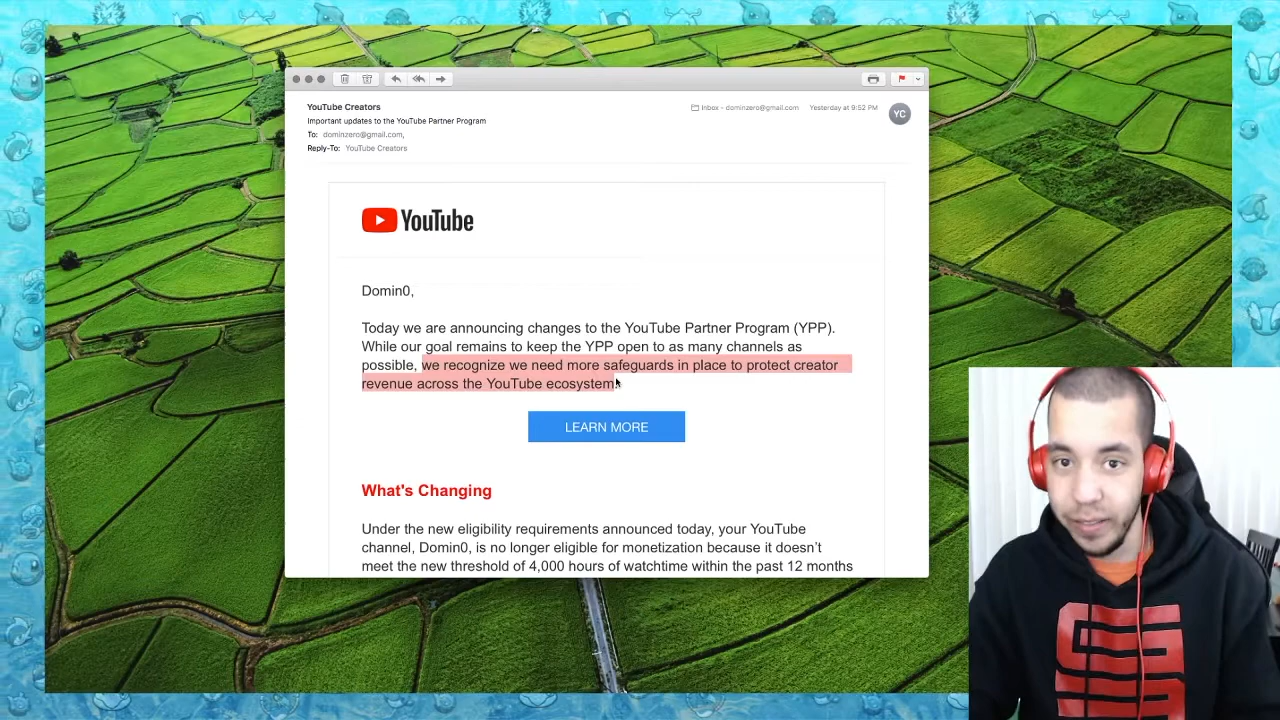 YouTube Creators
Inbox - dominzero@gmail.com
Yesterday at 9:52 PM
YC
Important updates to the YouTube Partner Program
To: dominzero@gmail.com,
Reply-To: YouTube Creators
YouTube
Domin0,
Today we are announcing changes to the YouTube Partner Program (YPP).
While our goal remains to keep the YPP open to as many channels as
possible, we recognize we need more safeguards in place to protect creator
revenue across the YouTube ecosystem
LEARN MORE
What's Changing
Under the new eligibility requirements announced today, your YouTube
channel, Domin0, is no longer eligible for monetization because it doesn’t
meet the new threshold of 4,000 hours of watchtime within the past 12 months